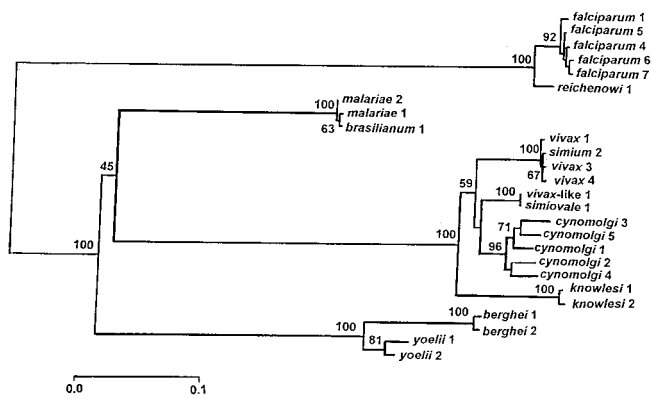 falciparum 1
92
falciparum 5
falciparum 4
100
falciparum 6
falciparum 7
reichenowi 1
100
malariae 2
malariae 1
63
brasilianum 1
vivax 1
100
simium 2
vivax 3
67
vivax 4
45
59
100
vivax-like 1
simiovale 1
71
cynomolgi 3
cynomolgi 5
100
100
96
cynomolgi 1
cynomolgi 2
cynomolgi 4
100
knowlesi 1
knowlesi 2
100
berghei 1
100
berghei 2
81
yoelii 1
yoelii 2
0.0
0.1